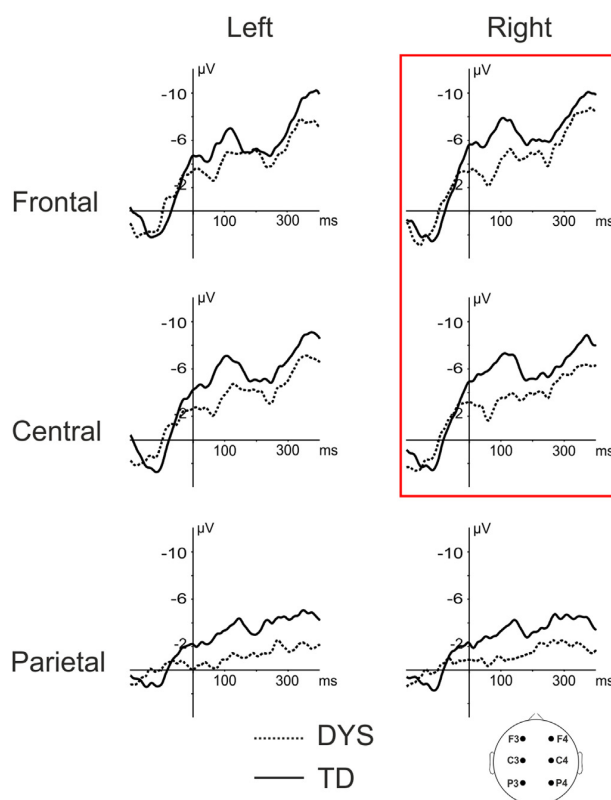 Left Right
µV µV
-10 -10
-6 -6
-2 -2
Frontal
100 300 ms 100 300 ms
µV µV
-10 -10
-6 -6
-2 -2
Central
100 300 ms 100 300 ms
µV µV
-10 -10
-6 -6
-2 -2
Parietal
100 300 ms 100 300 ms
DYS
TD
F3 F4
C3 C4
P3 P4